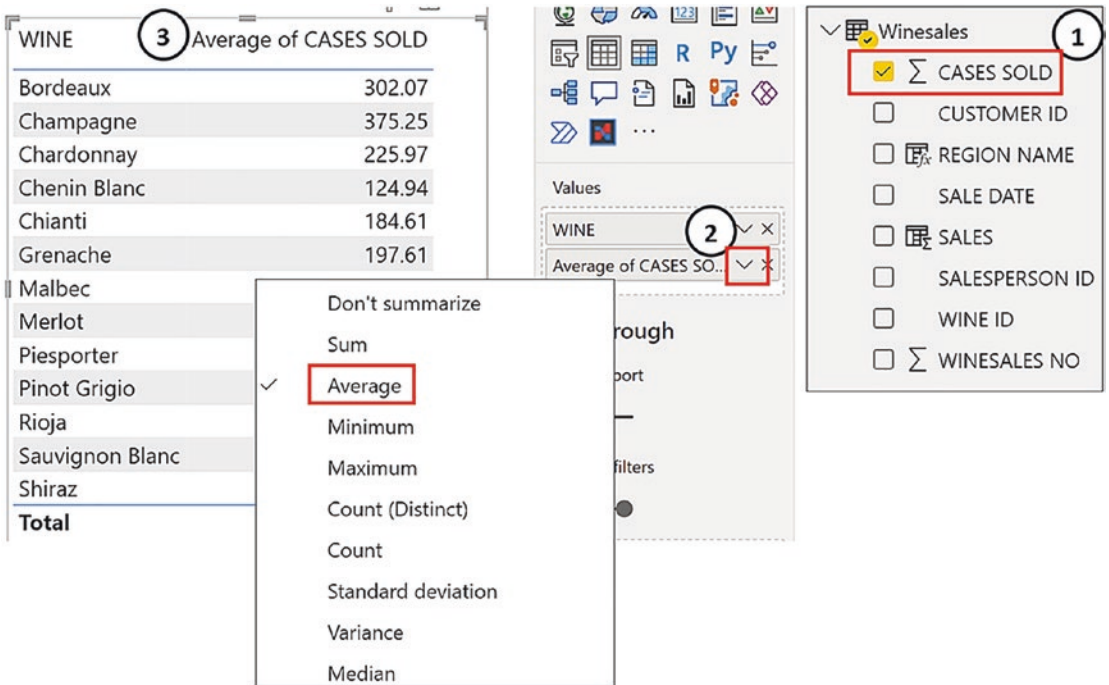 WINE
3
Average of CASES SOLD
Bordeaux 302.07
Champagne 375.25
Chardonnay 225.97
Chenin Blanc 124.94
Chianti 184.61
Grenache 197.61
Malbec
Merlot
Piesporter
Pinot Grigio
Rioja
Sauvignon Blanc
Shiraz
Total
Don't summarize
Sum
Average
Minimum
Maximum
Count (Distinct)
Count
Standard deviation
Variance
Median
123
R Py
...
Values
WINE
2
Average of CASES SO...
rough
port
filters
Winesales
1
CASES SOLD
CUSTOMER ID
REGION NAME
SALE DATE
SALES
SALESPERSON ID
WINE ID
WINESALES NO